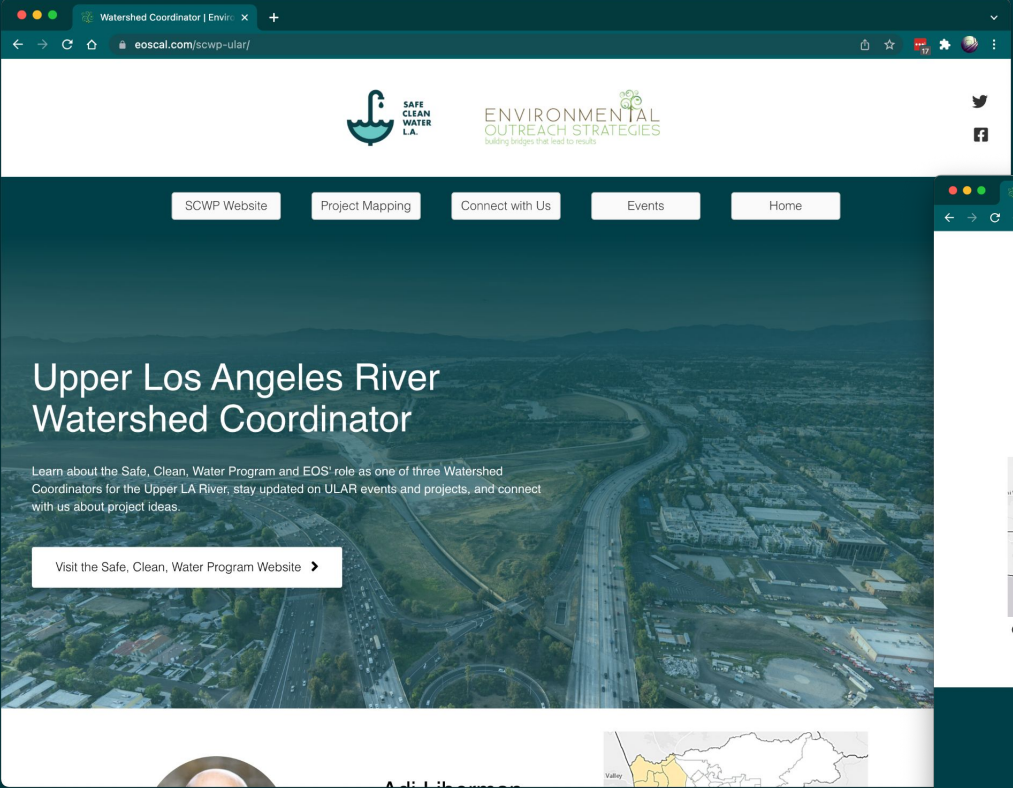 Watershed Coordinator | Enviro
eoscal.com/scwp-ular/
17
SAFE
CLEAN
WATER
L.A.
ENVIRONMENTAL
OUTREACH STRATEGIES
building bridges that lead to results
SCWP Website
Project Mapping
Connect with Us
Events
Home
Upper Los Angeles River
Watershed Coordinator
Learn about the Safe, Clean, Water Program and EOS' role as one of three Watershed
Coordinators for the Upper LA River, stay updated on ULAR events and projects, and connect
with us about project ideas.
Visit the Safe, Clean, Water Program Website
Adi Liberman
Valley